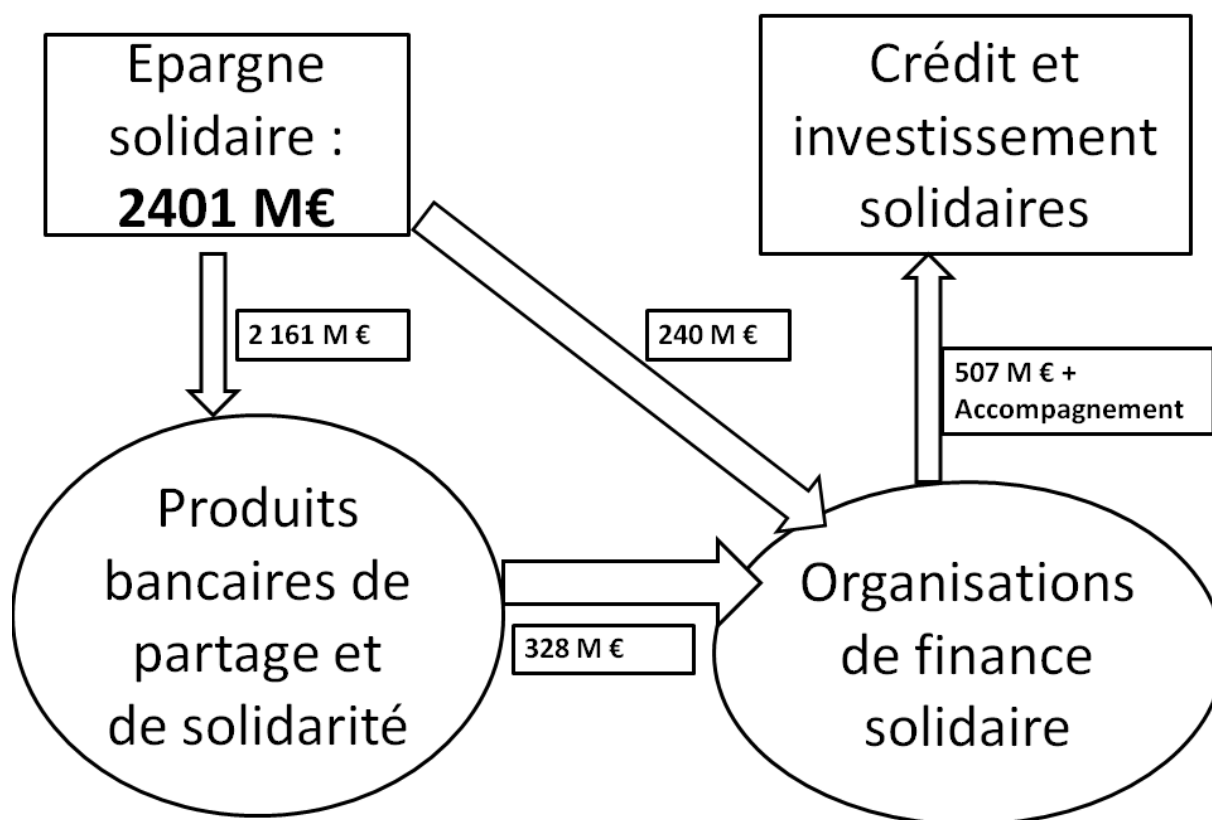 Epargne
solidaire :
2401 M€
Crédit et
investissement
solidaires
2 161 M €
240 M €
507 M € +
Accompagnement
Produits
bancaires de
partage et
de solidarité
328 M €
Organisations
de finance
solidaire